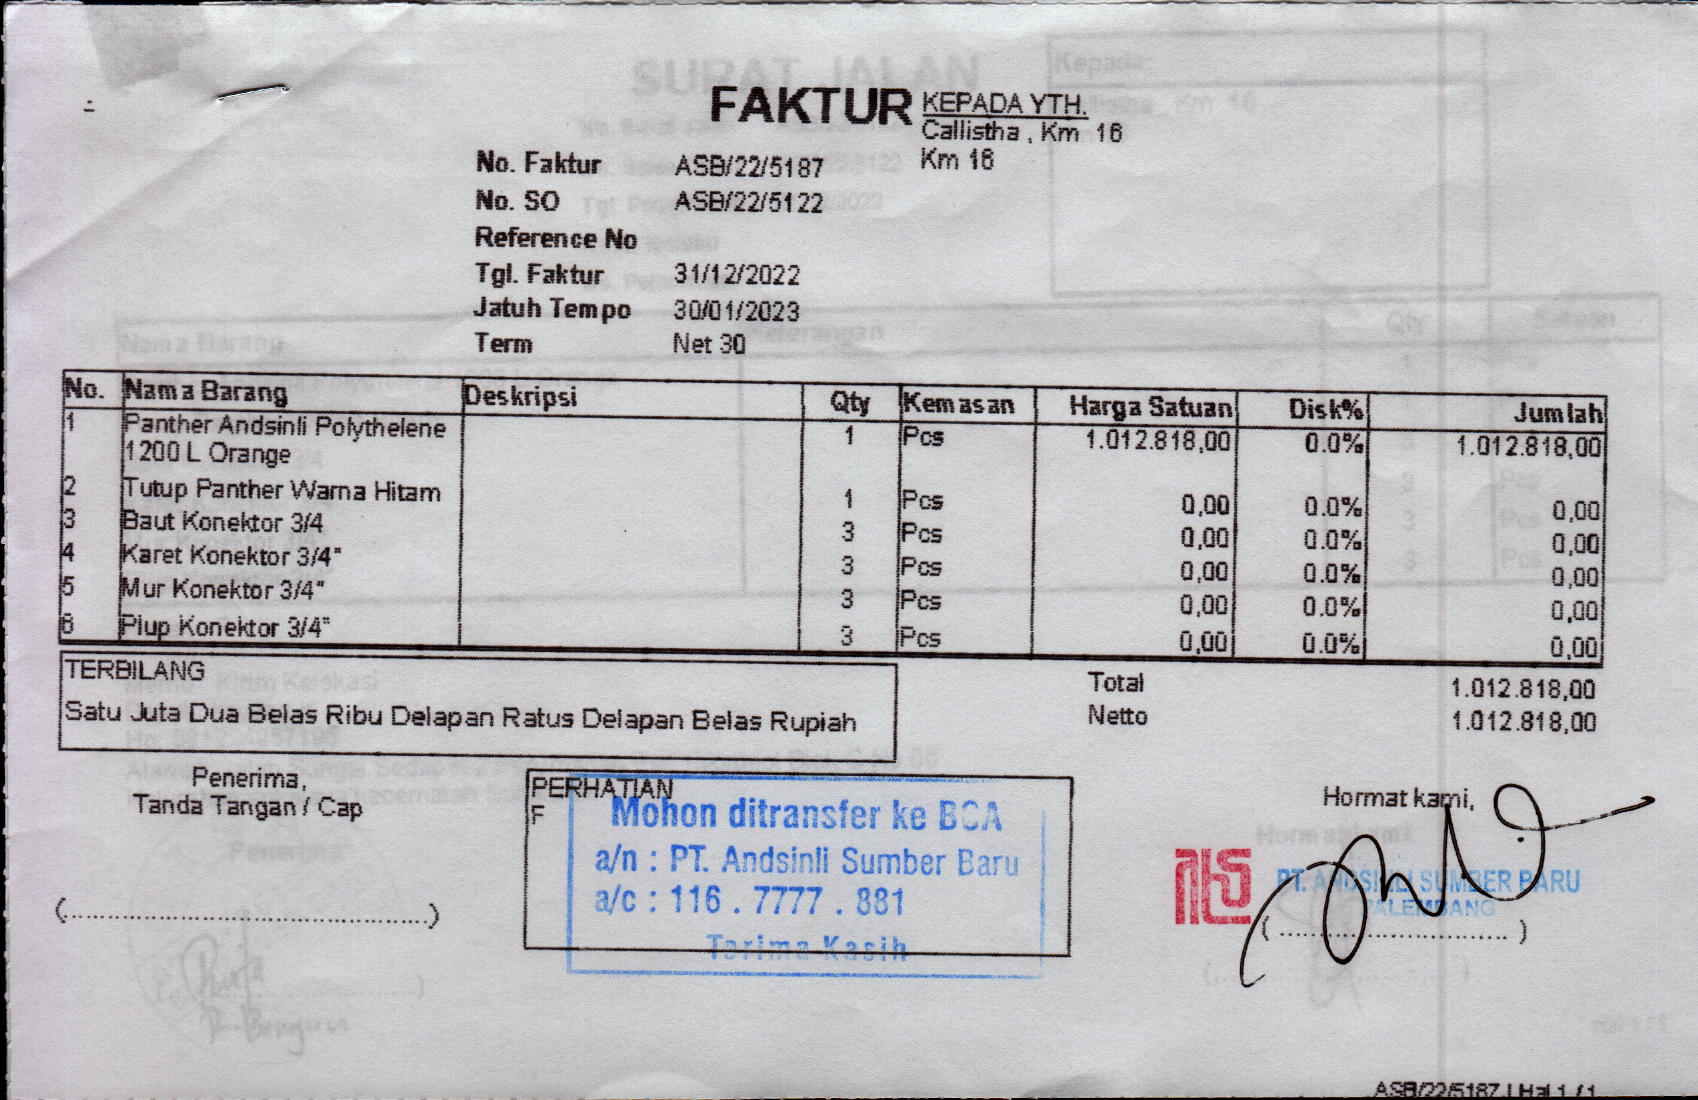 FAKTUR
KEPADA YTH.
Callistha , Km 16
Km 16
No. Faktur ASB/22/5187
No. SO ASB/22/5122
Reference No
Tgl. Faktur 31/12/2022
Jatuh Tempo 30/01/2023
Term Net 30
No. Nama Barang Deskripsi Qty Kemasan Harga Satuan Disk% Jumlah
1 Panther Andsinli Polythelene 1 Pcs 1.012.818,00 0.0% 1.012.818,00
1200 L Orange
2 Tutup Panther Warna Hitam 1 Pcs 0,00 0.0% 0,00
3 Baut Konektor 3/4 3 Pcs 0,00 0.0% 0,00
4 Karet Konektor 3/4" 3 Pcs 0,00 0.0% 0,00
5 Mur Konektor 3/4" 3 Pcs 0,00 0.0% 0,00
6 Plup Konektor 3/4" 3 Pcs 0,00 0.0% 0,00
TERBILANG
Satu Juta Dua Belas Ribu Delapan Ratus Delapan Belas Rupiah
Total 1.012.818,00
Netto 1.012.818,00
Penerima,
Tanda Tangan / Cap
(..............................................)
PERHATIAN
F
Mohon ditransfer ke BCA
a/n : PT. Andsinli Sumber Baru
a/c : 116 . 7777 . 881
Terima Kasih
Hormat kami,
PT. ANDSINLI SUMBER BARU
PALEMBANG
( ............................... )
ASB/22/5187 | Hal 1 / 1